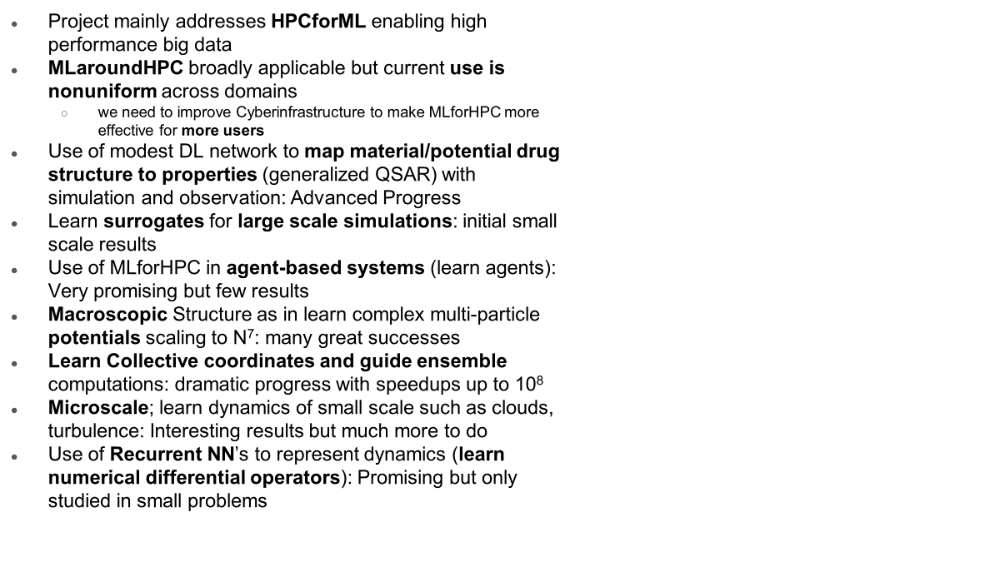 • Project mainly addresses HPCforML enabling high
performance big data
• MLaroundHPC broadly applicable but current use is
nonuniform across domains
○ we need to improve Cyberinfrastructure to make MLforHPC more
effective for more users
• Use of modest DL network to map material/potential drug
structure to properties (generalized QSAR) with
simulation and observation: Advanced Progress
• Learn surrogates for large scale simulations: initial small
scale results
• Use of MLforHPC in agent-based systems (learn agents):
Very promising but few results
• Macroscopic Structure as in learn complex multi-particle
potentials scaling to N⁷: many great successes
• Learn Collective coordinates and guide ensemble
computations: dramatic progress with speedups up to 10⁸
• Microscale; learn dynamics of small scale such as clouds,
turbulence: Interesting results but much more to do
• Use of Recurrent NN’s to represent dynamics (learn
numerical differential operators): Promising but only
studied in small problems